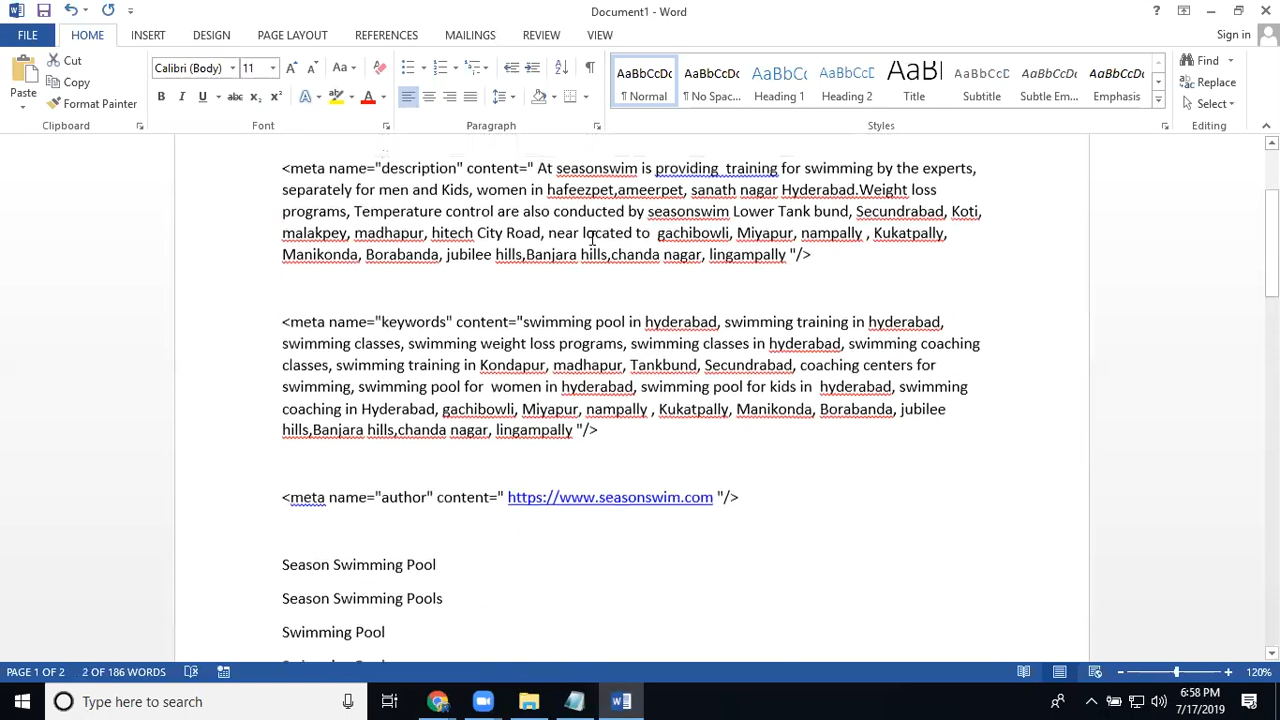 Document1 - Word
Sign in
FILE HOME INSERT DESIGN PAGE LAYOUT REFERENCES MAILINGS REVIEW VIEW
Paste
Cut
Copy
Format Painter
Calibri (Body) 11
AaBbCcDc AaBbCcDc AaBbCc AaBbCcC AaBl AaBbCcC AaBbCcDc AaBbCcDc
¶ Normal ¶ No Spac... Heading 1 Heading 2 Title Subtitle Subtle Em... Emphasis
Find
Replace
Select
Clipboard Font Paragraph Styles Editing
<meta name="description" content=" At seasonswim is providing  training for swimming by the experts,
separately for men and Kids, women in hafeezpet,ameerpet, sanath nagar Hyderabad.Weight loss
programs, Temperature control are also conducted by seasonswim Lower Tank bund, Secundrabad, Koti,
malakpey, madhapur, hitech City Road, near located to  gachibowli, Miyapur, nampally , Kukatpally,
Manikonda, Borabanda, jubilee hills,Banjara hills,chanda nagar, lingampally "/>
<meta name="keywords" content="swimming pool in hyderabad, swimming training in hyderabad,
swimming classes, swimming weight loss programs, swimming classes in hyderabad, swimming coaching
classes, swimming training in Kondapur, madhapur, Tankbund, Secundrabad, coaching centers for
swimming, swimming pool for  women in hyderabad, swimming pool for kids in  hyderabad, swimming
coaching in Hyderabad, gachibowli, Miyapur, nampally , Kukatpally, Manikonda, Borabanda, jubilee
hills,Banjara hills,chanda nagar, lingampally "/>
<meta name="author" content=" https://www.seasonswim.com "/>
Season Swimming Pool
Season Swimming Pools
Swimming Pool
PAGE 1 OF 2 2 OF 186 WORDS 120%
Type here to search
6:58 PM
7/17/2019